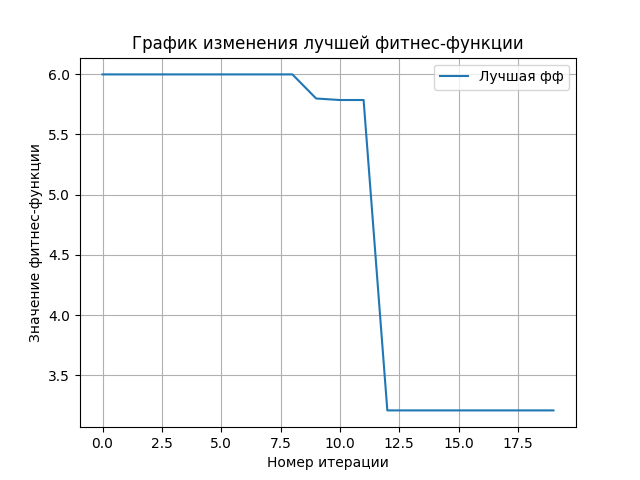 График изменения лучшей фитнес-функции
Лучшая фф
6.0
5.5
5.0
4.5
4.0
3.5
Значение фитнес-функции
0.0 2.5 5.0 7.5 10.0 12.5 15.0 17.5
Номер итерации